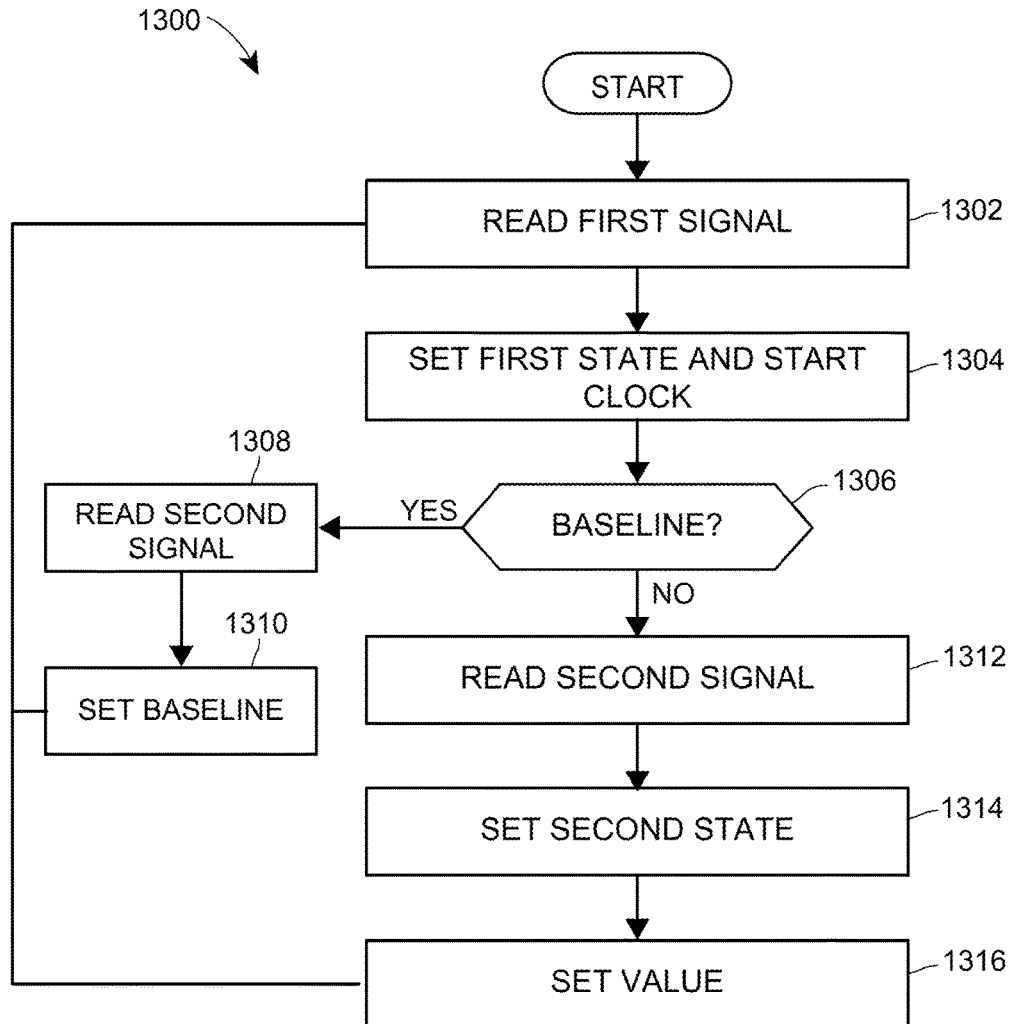 1300
START
READ FIRST SIGNAL
1302
SET FIRST STATE AND START
CLOCK
1304
1308
READ SECOND
SIGNAL
YES
BASELINE?
1306
NO
1310
SET BASELINE
READ SECOND SIGNAL
1312
SET SECOND STATE
1314
SET VALUE
1316